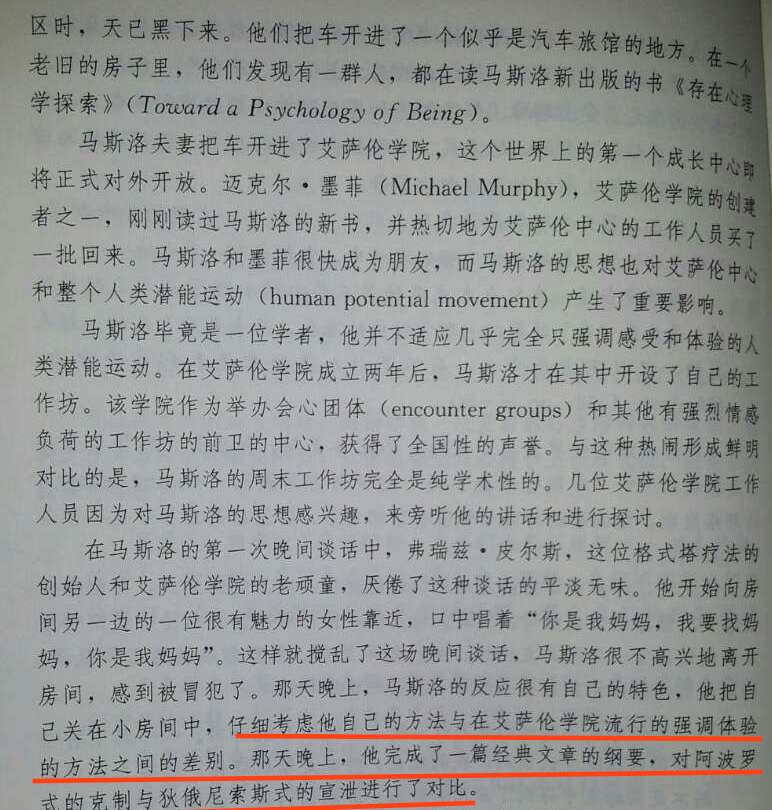 区时，天已黑下来。他们把车开进了一个似乎是汽车旅馆的地方。在一个
老旧的房子里，他们发现有一群人，都在读马斯洛新出版的书《存在心理
学探索》（Toward a Psychology of Being）。
马斯洛夫妻把车开进了艾萨伦学院，这个世界上的第一个成长中心即
将正式对外开放。迈克尔·墨菲（Michael Murphy），艾萨伦学院的创建
者之一，刚刚读过马斯洛的新书，并热切地为艾萨伦中心的工作人员买了
一批回来。马斯洛和墨菲很快成为朋友，而马斯洛的思想也对艾萨伦中心
和整个人类潜能运动（human potential movement）产生了重要影响。
马斯洛毕竟是一位学者，他并不适应几乎完全只强调感受和体验的人
类潜能运动。在艾萨伦学院成立两年后，马斯洛才在其中开设了自己的工
作坊。该学院作为举办会心团体（encounter groups）和其他有强烈情感
负荷的工作坊的前卫的中心，获得了全国性的声誉。与这种热闹形成鲜明
对比的是，马斯洛的周末工作坊完全是纯学术性的。几位艾萨伦学院工作
人员因为对马斯洛的思想感兴趣，来旁听他的讲话和进行探讨。
在马斯洛的第一次晚间谈话中，弗瑞兹·皮尔斯，这位格式塔疗法的
创始人和艾萨伦学院的老顽童，厌倦了这种谈话的平淡无味。他开始向房
间另一边的一位很有魅力的女性靠近，口中唱着“你是我妈妈，我要找妈
妈，你是我妈妈”。这样就搅乱了这场晚间谈话，马斯洛很不高兴地离开
房间，感到被冒犯了。那天晚上，马斯洛的反应很有自己的特色，他把自
己关在小房间中，仔细考虑他自己的方法与在艾萨伦学院流行的强调体验
的方法之间的差别。那天晚上，他完成了一篇经典文章的纲要，对阿波罗
式的克制与狄俄尼索斯式的宣泄进行了对比。